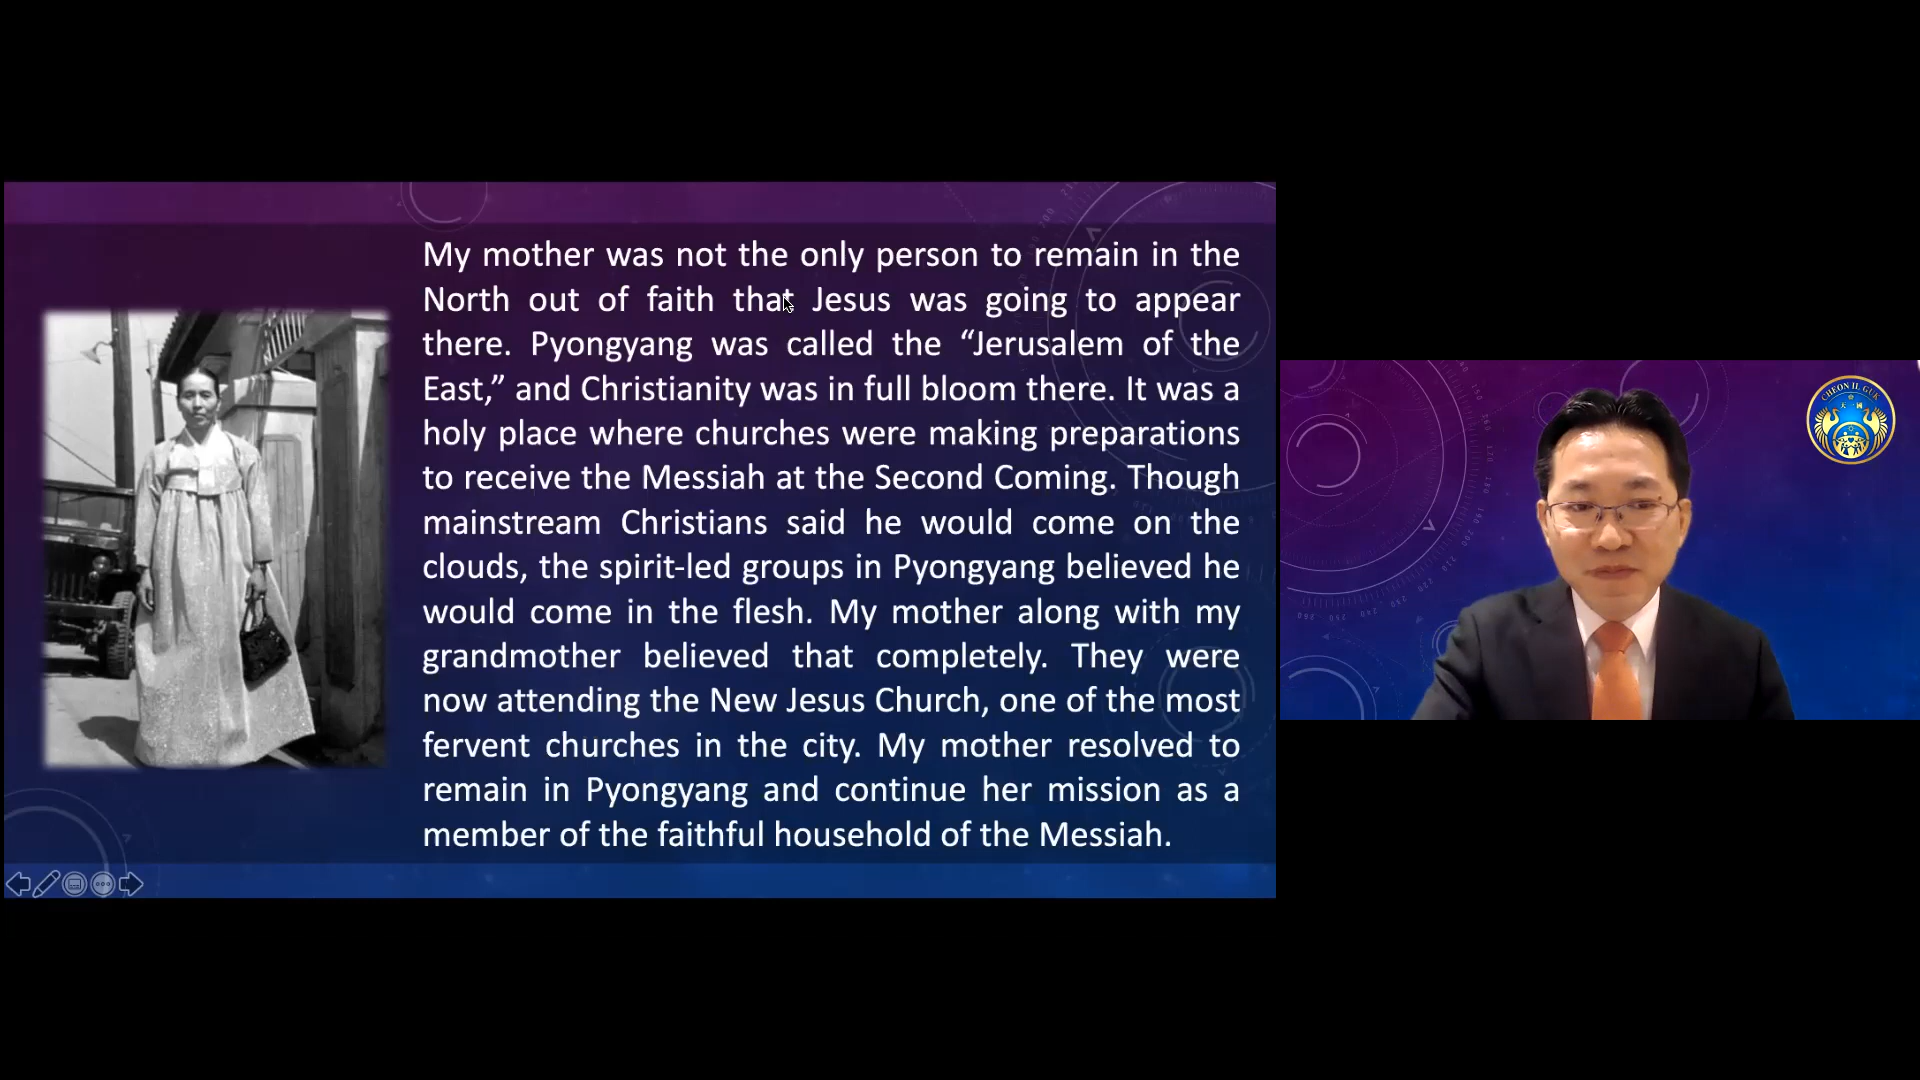 My mother was not the only person to remain in the
North out of faith that Jesus was going to appear
there. Pyongyang was called the “Jerusalem of the
East,” and Christianity was in full bloom there. It was a
holy place where churches were making preparations
to receive the Messiah at the Second Coming. Though
mainstream Christians said he would come on the
clouds, the spirit-led groups in Pyongyang believed he
would come in the flesh. My mother along with my
grandmother believed that completely. They were
now attending the New Jesus Church, one of the most
fervent churches in the city. My mother resolved to
remain in Pyongyang and continue her mission as a
member of the faithful household of the Messiah.
CHEON IL GUK